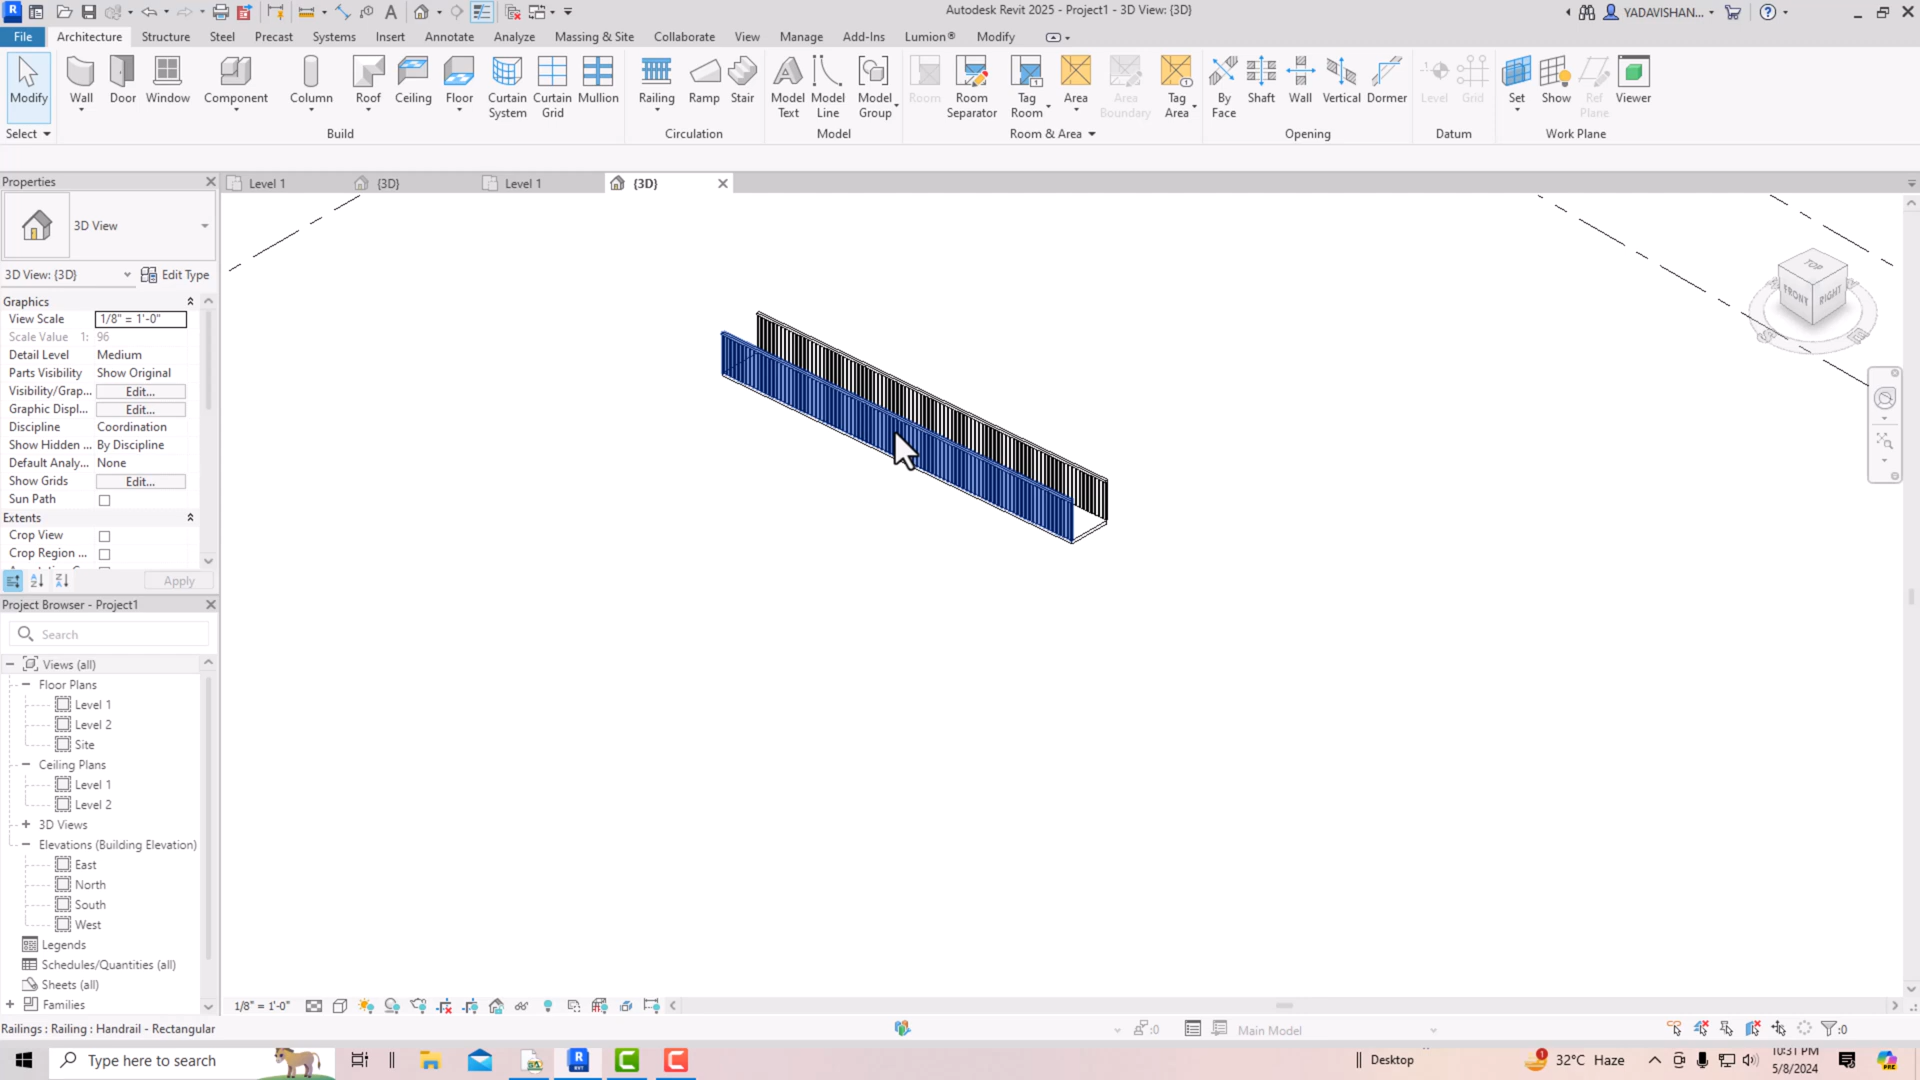 Autodesk Revit 2025 - Project1 - 3D View: {3D}
YADAVISHAN...
File Architecture Structure Steel Precast Systems Insert Annotate Analyze Massing & Site Collaborate View Manage Add-Ins Lumion® Modify
Modify Wall Door Window Component Column Roof Ceiling Floor Curtain System Curtain Grid Mullion Railing Ramp Stair Model Text Model Line Model Group Room Room Separator Tag Room Area Area Boundary Tag Area By Face Shaft Wall Vertical Dormer Level Grid Set Show Ref Plane Viewer
Select Build Circulation Model Room & Area Opening Datum Work Plane
Properties
Level 1 {3D} Level 1 {3D}
3D View
3D View: {3D} Edit Type
Graphics
View Scale 1/8" = 1'-0"
Scale Value 1: 96
Detail Level Medium
Parts Visibility Show Original
Visibility/Grap... Edit...
Graphic Displ... Edit...
Discipline Coordination
Show Hidden ... By Discipline
Default Analy... None
Show Grids Edit...
Sun Path
Extents
Crop View
Crop Region ...
Apply
TOP
FRONT
RIGHT
Project Browser - Project1
Search
Views (all)
Floor Plans
Level 1
Level 2
Site
Ceiling Plans
Level 1
Level 2
3D Views
Elevations (Building Elevation)
East
North
South
West
Legends
Schedules/Quantities (all)
Sheets (all)
Families
1/8" = 1'-0"
Railings : Railing : Handrail - Rectangular
:0
Main Model
:0
Type here to search
Desktop
1
32°C Haze
10:31 PM
5/8/2024
PRE